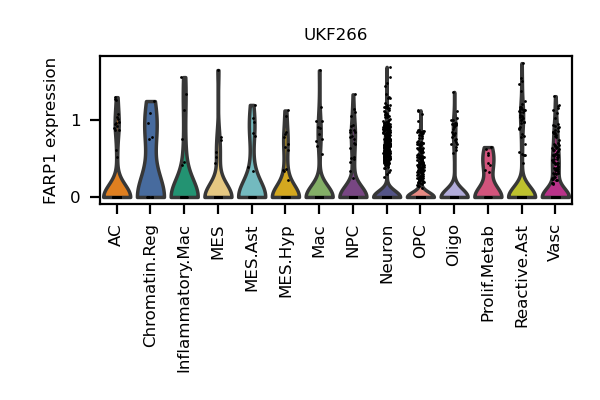 UKF266
FARP1 expression
1
0
AC
Chromatin.Reg
Inflammatory.Mac
MES
MES.Ast
MES.Hyp
Mac
NPC
Neuron
OPC
Oligo
Prolif.Metab
Reactive.Ast
Vasc